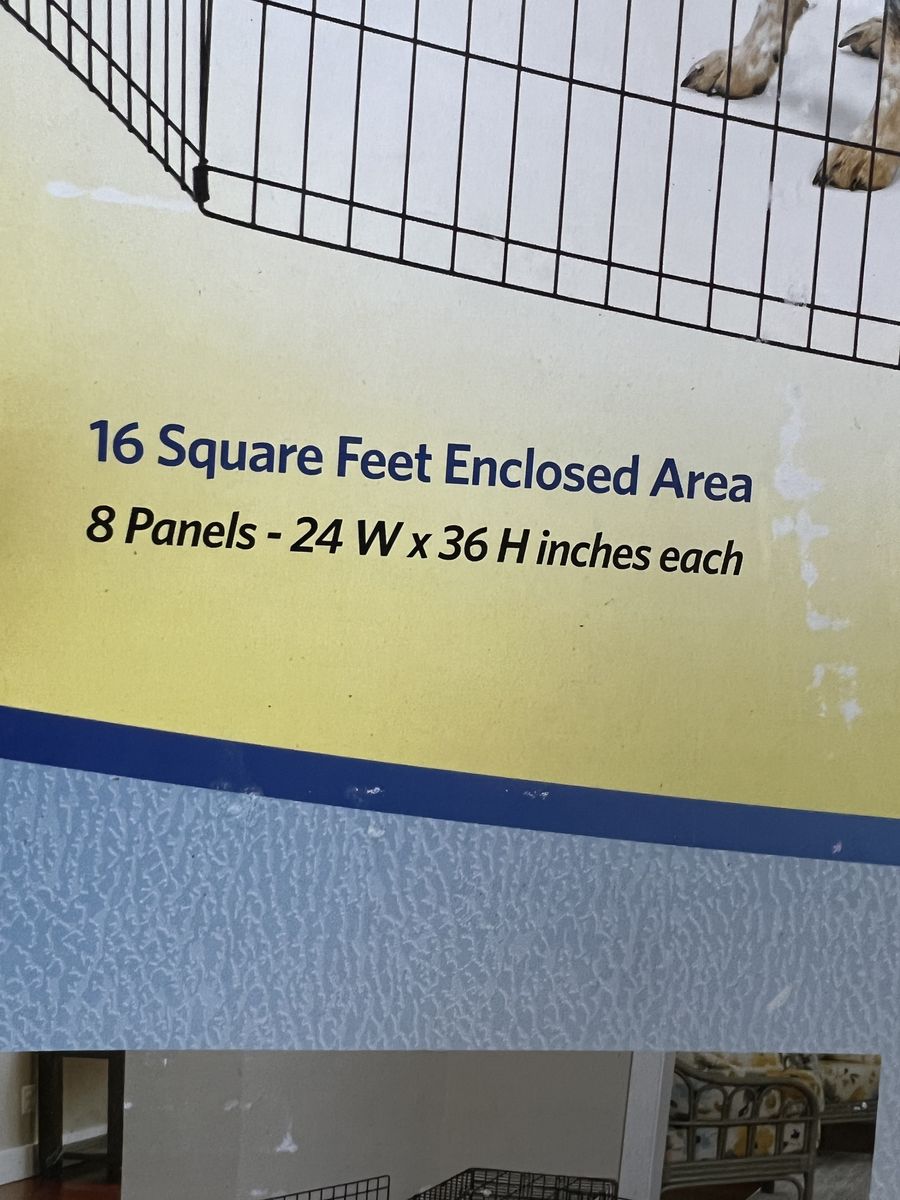 16 Square Feet Enclosed Area
8 Panels - 24 W x 36 H inches each